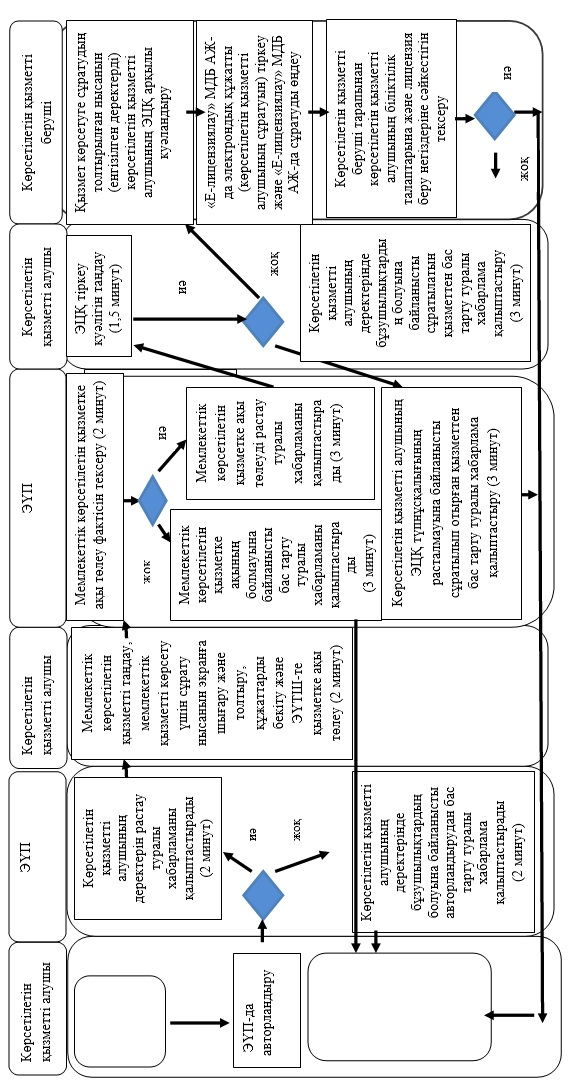 Көрсетілетін
қызметті алушы
ЭҮП
Көрсетілетін
қызметті алушы
ЭҮП
Көрсетілетін
қызметті алушы
Көрсетілетін қызметті
беруші
ЭҮП-да
авторландыру
Көрсетілетін
қызметті
алушының
деректерін растау
туралы
хабарламаны
қалыптастырады
(2 минут)
иә
жоқ
Көрсетілетін қызметті
алушының
деректерінде
бұзушылықтардың
болуына байланысты
авторландырудан бас
тарту туралы
хабарлама
қалыптастырады
(2 минут)
Мемлекеттік
көрсетілетін
қызметті таңдау,
мемлекеттік
қызметті көрсету
үшін сұрату
нысанын экранға
шығару және
толтыру,
құжаттарды
бекіту және
ЭҮТШ-те
қызметке ақы
төлеу (2 минут)
Мемлекеттік көрсетілетін қызметке
ақы төлеу фактісін тексеру (2 минут)
жоқ
иә
Мемлекеттік
көрсетілетін
қызметке
ақының
болмауына
байланысты
бас тарту
туралы
хабарламаны
қалыптастыра
ды
(3 минут)
Мемлекеттік
көрсетілетін
қызметке ақы
төлеуді растау
туралы
хабарламаны
қалыптастыра
ды (3 минут)
Көрсетілетін қызметті алушының
ЭЦҚ түпнұсқалығының
расталмауына байланысты
сұратылып отырған қызметтен
бас тарту туралы хабарлама
қалыптастыру (3 минут)
ЭЦҚ тіркеу
куәлігін таңдау
(1,5 минут)
иә
жоқ
Көрсетілетін
қызметті
алушының
деректерінде
бұзушылықтарды
ң болуына
байланысты
сұратылатын
қызметтен бас
тарту туралы
хабарлама
қалыптастыру
(3 минут)
Қызмет көрсетуге сұратудың
толтырылған нысанын
(енгізілген деректерді)
көрсетілетін қызметті
алушының ЭЦҚ арқылы
куәландыру
«Е-лицензиялау» МДБ АЖ-
да электрондық құжатты
(көрсетілетін қызметті
алушының сұратуын) тіркеу
және «Е-лицензиялау» МДБ
АЖ-да сұратуды өңдеу
Көрсетілетін қызметті
беруші тарапынан
көрсетілетін қызметті
алушының біліктілік
талаптарына және лицензия
беру негіздеріне сәйкестігін
тексеру
иә
жоқ